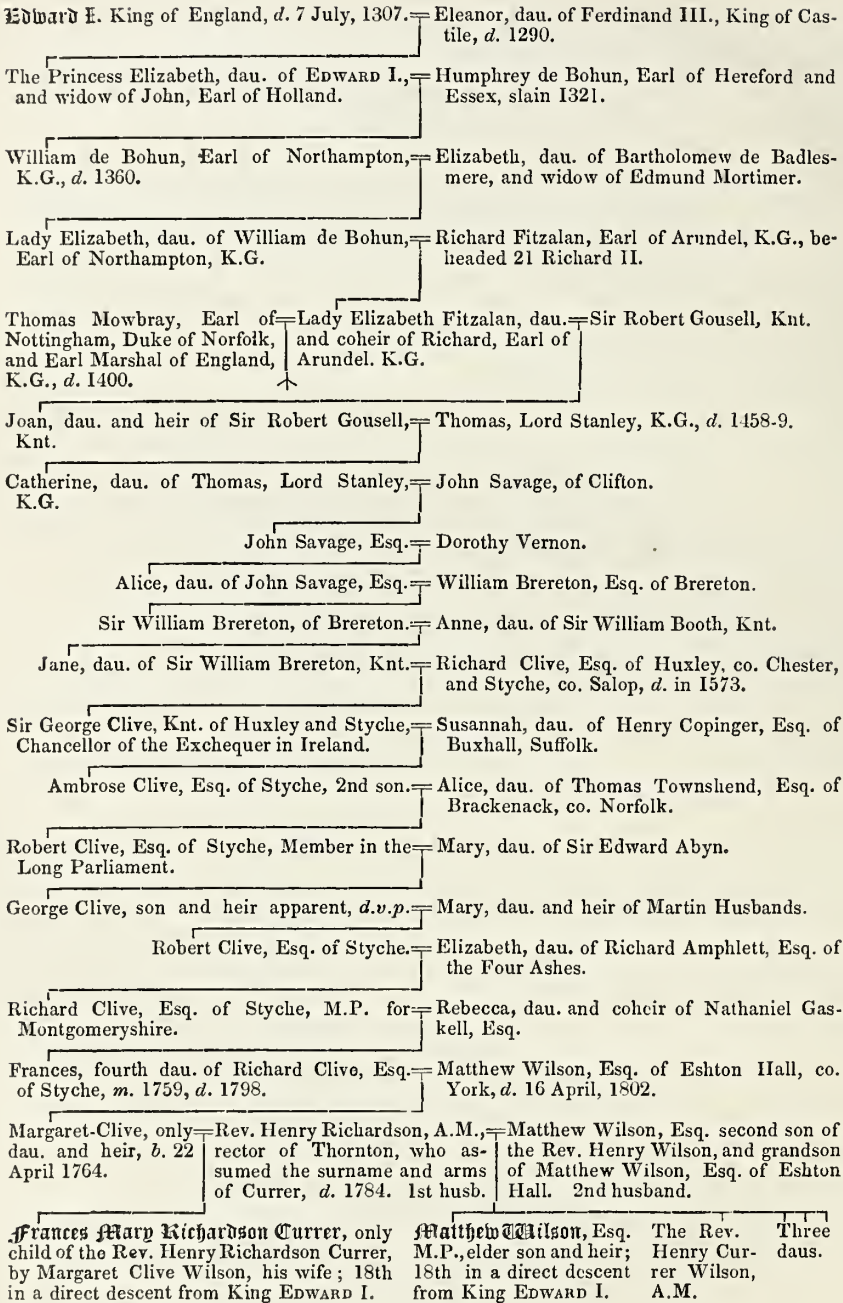 Edward I. King of England, d. 7 July, 1307. Eleanor, dau. of Ferdinand III., King of Cas-
tile, d. 1290.
The Princess Elizabeth, dau. of EDWARD I., Humphrey de Bohun, Earl of Hereford and
and widow of John, Earl of Holland. Essex, slain 1321.
William de Bohun, Earl of Northampton, Elizabeth, dau. of Bartholomew de Badles-
K.G., d. 1360. mere, and widow of Edmund Mortimer.
Lady Elizabeth, dau. of William de Bohun, Richard Fitzalan, Earl of Arundel, K.G., be-
Earl of Northampton, K.G. headed 21 Richard II.
Thomas Mowbray, Earl of Lady Elizabeth Fitzalan, dau. Sir Robert Gousell, Knt.
Nottingham, Duke of Norfolk, and coheir of Richard, Earl of
and Earl Marshal of England, Arundel. K.G.
K.G., d. 1400.
Joan, dau. and heir of Sir Robert Gousell, Thomas, Lord Stanley, K.G., d. 1458-9.
Knt.
Catherine, dau. of Thomas, Lord Stanley, John Savage, of Clifton.
K.G.
John Savage, Esq. Dorothy Vernon.
Alice, dau. of John Savage, Esq. William Brereton, Esq. of Brereton.
Sir William Brereton, of Brereton. Anne, dau. of Sir William Booth, Knt.
Jane, dau. of Sir William Brereton, Knt. Richard Clive, Esq. of Huxley, co. Chester,
and Styche, co. Salop, d. in 1573.
Sir George Clive, Knt. of Huxley and Styche, Susannah, dau. of Henry Copinger, Esq. of
Chancellor of the Exchequer in Ireland. Buxhall, Suffolk.
Ambrose Clive, Esq. of Styche, 2nd son. Alice, dau. of Thomas Townshend, Esq. of
Brackenack, co. Norfolk.
Robert Clive, Esq. of Styche, Member in the Mary, dau. of Sir Edward Abyn.
Long Parliament.
George Clive, son and heir apparent, d.v.p. Mary, dau. and heir of Martin Husbands.
Robert Clive, Esq. of Styche. Elizabeth, dau. of Richard Amphlett, Esq. of
the Four Ashes.
Richard Clive, Esq. of Styche, M.P. for Rebecca, dau. and coheir of Nathaniel Gas-
Montgomeryshire. kell, Esq.
Frances, fourth dau. of Richard Clive, Esq. Matthew Wilson, Esq. of Eshton Hall, co.
of Styche, m. 1759, d. 1798. York, d. 16 April, 1802.
Margaret-Clive, only Rev. Henry Richardson, A.M., Matthew Wilson, Esq. second son of
dau. and heir, b. 22 rector of Thornton, who as- the Rev. Henry Wilson, and grandson
April 1764. sumed the surname and arms of Matthew Wilson, Esq. of Eshton
of Currer, d. 1784. 1st husb. Hall. 2nd husband.
Frances Mary Richardson Currer, only Matthew Wilson, Esq. The Rev. Three
child of the Rev. Henry Richardson Currer, M.P., elder son and heir; Henry Cur- daus.
by Margaret Clive Wilson, his wife; 18th 18th in a direct descent rer Wilson,
in a direct descent from King EDWARD I. from King EDWARD I. A.M.